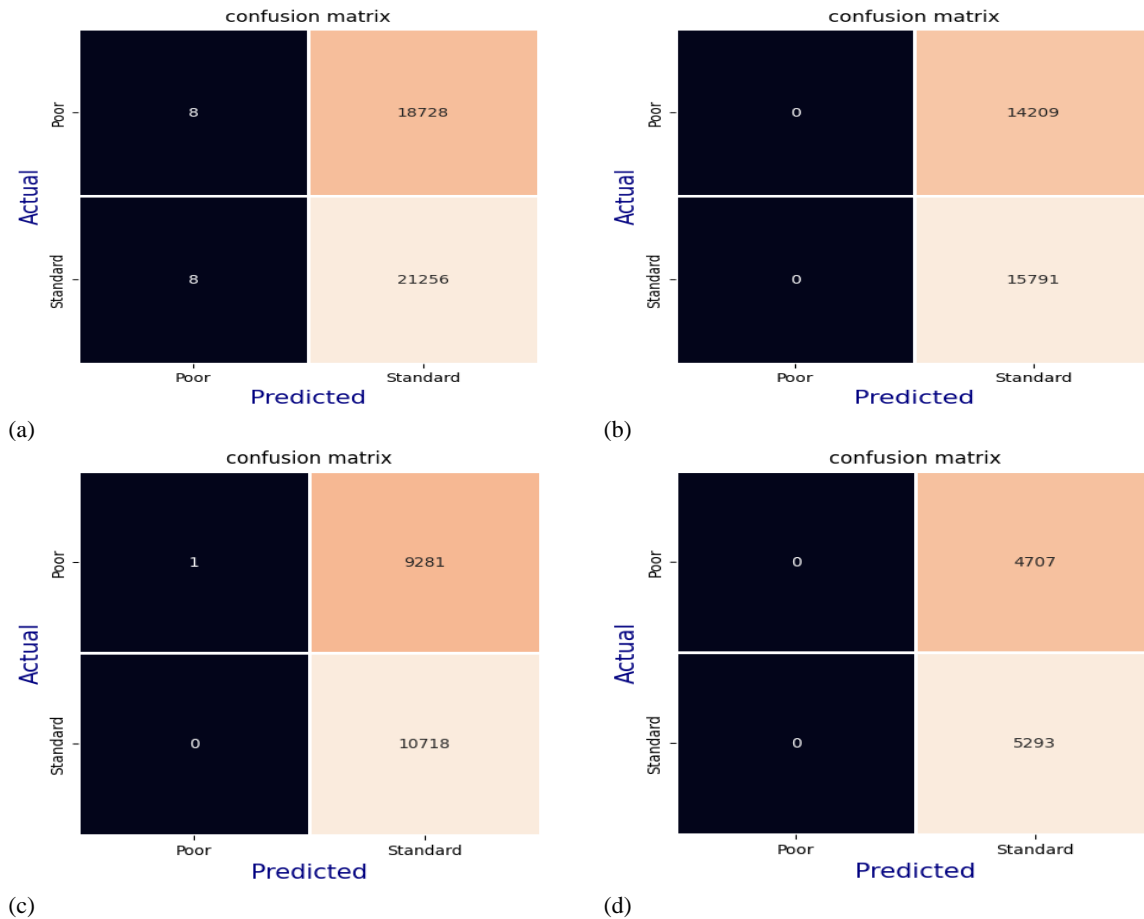 confusion matrix
Poor
8
18728
Actual
Standard
8
21256
Poor
Standard
Predicted
(a)
confusion matrix
Poor
0
14209
Actual
Standard
0
15791
Poor
Standard
Predicted
(b)
confusion matrix
Poor
1
9281
Actual
Standard
0
10718
Poor
Standard
Predicted
(c)
confusion matrix
Poor
0
4707
Actual
Standard
0
5293
Poor
Standard
Predicted
(d)